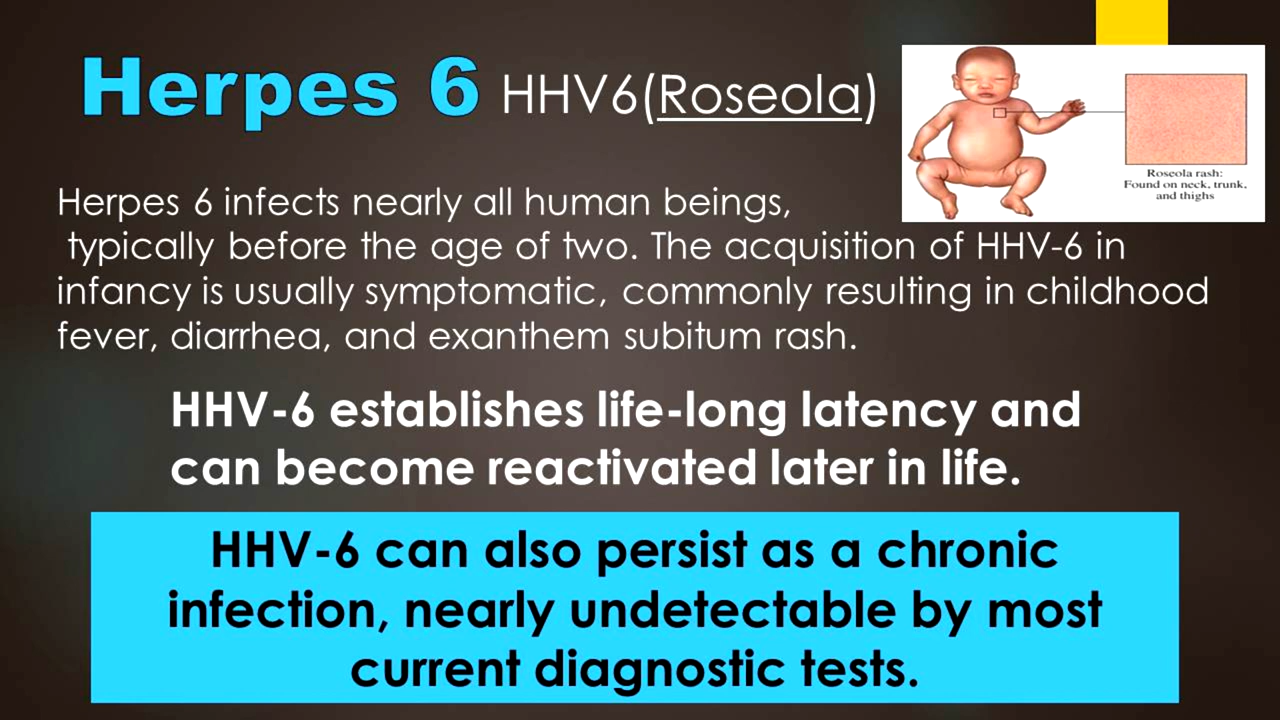 Herpes 6 HHV6(Roseola)
Roseola rash:
Found on neck, trunk,
and thighs
Herpes 6 infects nearly all human beings,
typically before the age of two. The acquisition of HHV-6 in
infancy is usually symptomatic, commonly resulting in childhood
fever, diarrhea, and exanthem subitum rash.
HHV-6 establishes life-long latency and
can become reactivated later in life.
HHV-6 can also persist as a chronic
infection, nearly undetectable by most
current diagnostic tests.